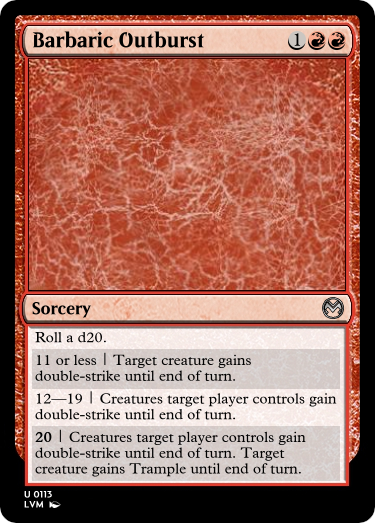 Barbaric Outburst 1
Sorcery
Roll a d20.
11 or less | Target creature gains
double-strike until end of turn.
12—19 | Creatures target player controls gain
double-strike until end of turn.
20 | Creatures target player controls gain
double-strike until end of turn. Target
creature gains Trample until end of turn.
U 0113
LVM